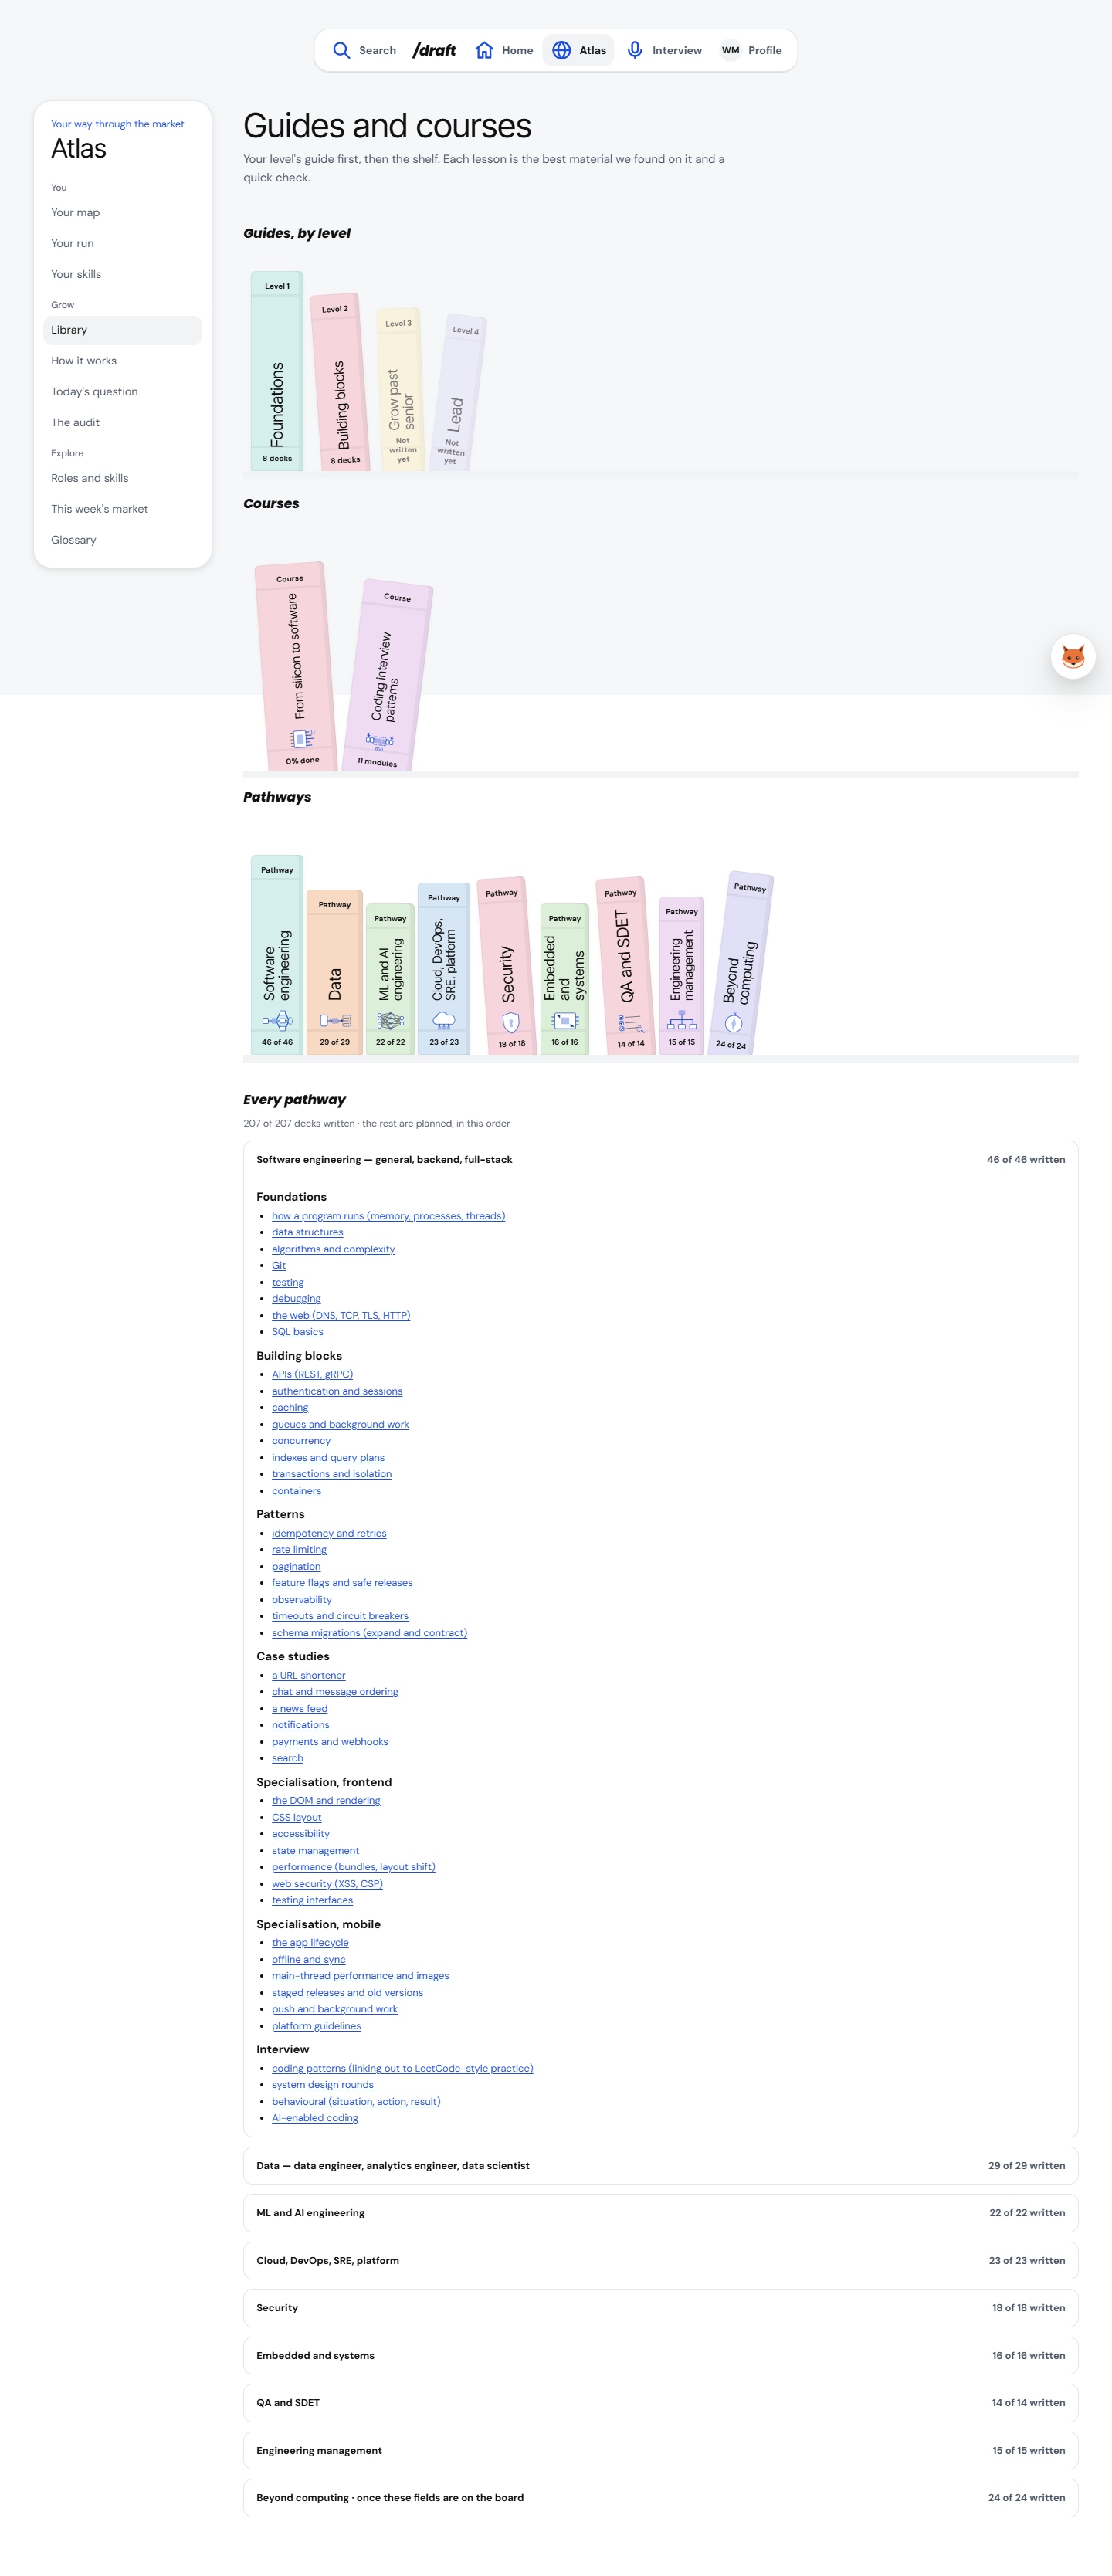 Search
/draft
Home
Atlas
Interview
WM
Profile
Your way through the market
Atlas
You
Your map
Your run
Your skills
Grow
Library
How it works
Today's question
The audit
Explore
Roles and skills
This week's market
Glossary
Guides and courses
Your level's guide first, then the shelf. Each lesson is the best material we found on it and a
quick check.
Guides, by level
Level 1
Foundations
8 decks
Level 2
Building blocks
8 decks
Level 3
Grow past
senior
Not
written
yet
Level 4
Lead
Not
written
yet
Courses
Course
From silicon to software
0% done
Course
Coding interview
patterns
11 modules
Pathways
Pathway
Software
engineering
46 of 46
Pathway
Data
29 of 29
Pathway
ML and AI
engineering
22 of 22
Pathway
Cloud, DevOps,
SRE, platform
23 of 23
Pathway
Security
18 of 18
Pathway
Embedded
and
systems
16 of 16
Pathway
QA and SDET
14 of 14
Pathway
Engineering
management
15 of 15
Pathway
Beyond
computing
24 of 24
Every pathway
207 of 207 decks written · the rest are planned, in this order
Software engineering — general, backend, full-stack
46 of 46 written
Foundations
how a program runs (memory, processes, threads)
data structures
algorithms and complexity
Git
testing
debugging
the web (DNS, TCP, TLS, HTTP)
SQL basics
Building blocks
APIs (REST, gRPC)
authentication and sessions
caching
queues and background work
concurrency
indexes and query plans
transactions and isolation
containers
Patterns
idempotency and retries
rate limiting
pagination
feature flags and safe releases
observability
timeouts and circuit breakers
schema migrations (expand and contract)
Case studies
a URL shortener
chat and message ordering
a news feed
notifications
payments and webhooks
search
Specialisation, frontend
the DOM and rendering
CSS layout
accessibility
state management
performance (bundles, layout shift)
web security (XSS, CSP)
testing interfaces
Specialisation, mobile
the app lifecycle
offline and sync
main-thread performance and images
staged releases and old versions
push and background work
platform guidelines
Interview
coding patterns (linking out to LeetCode-style practice)
system design rounds
behavioural (situation, action, result)
AI-enabled coding
Data — data engineer, analytics engineer, data scientist
29 of 29 written
ML and AI engineering
22 of 22 written
Cloud, DevOps, SRE, platform
23 of 23 written
Security
18 of 18 written
Embedded and systems
16 of 16 written
QA and SDET
14 of 14 written
Engineering management
15 of 15 written
Beyond computing · once these fields are on the board
24 of 24 written